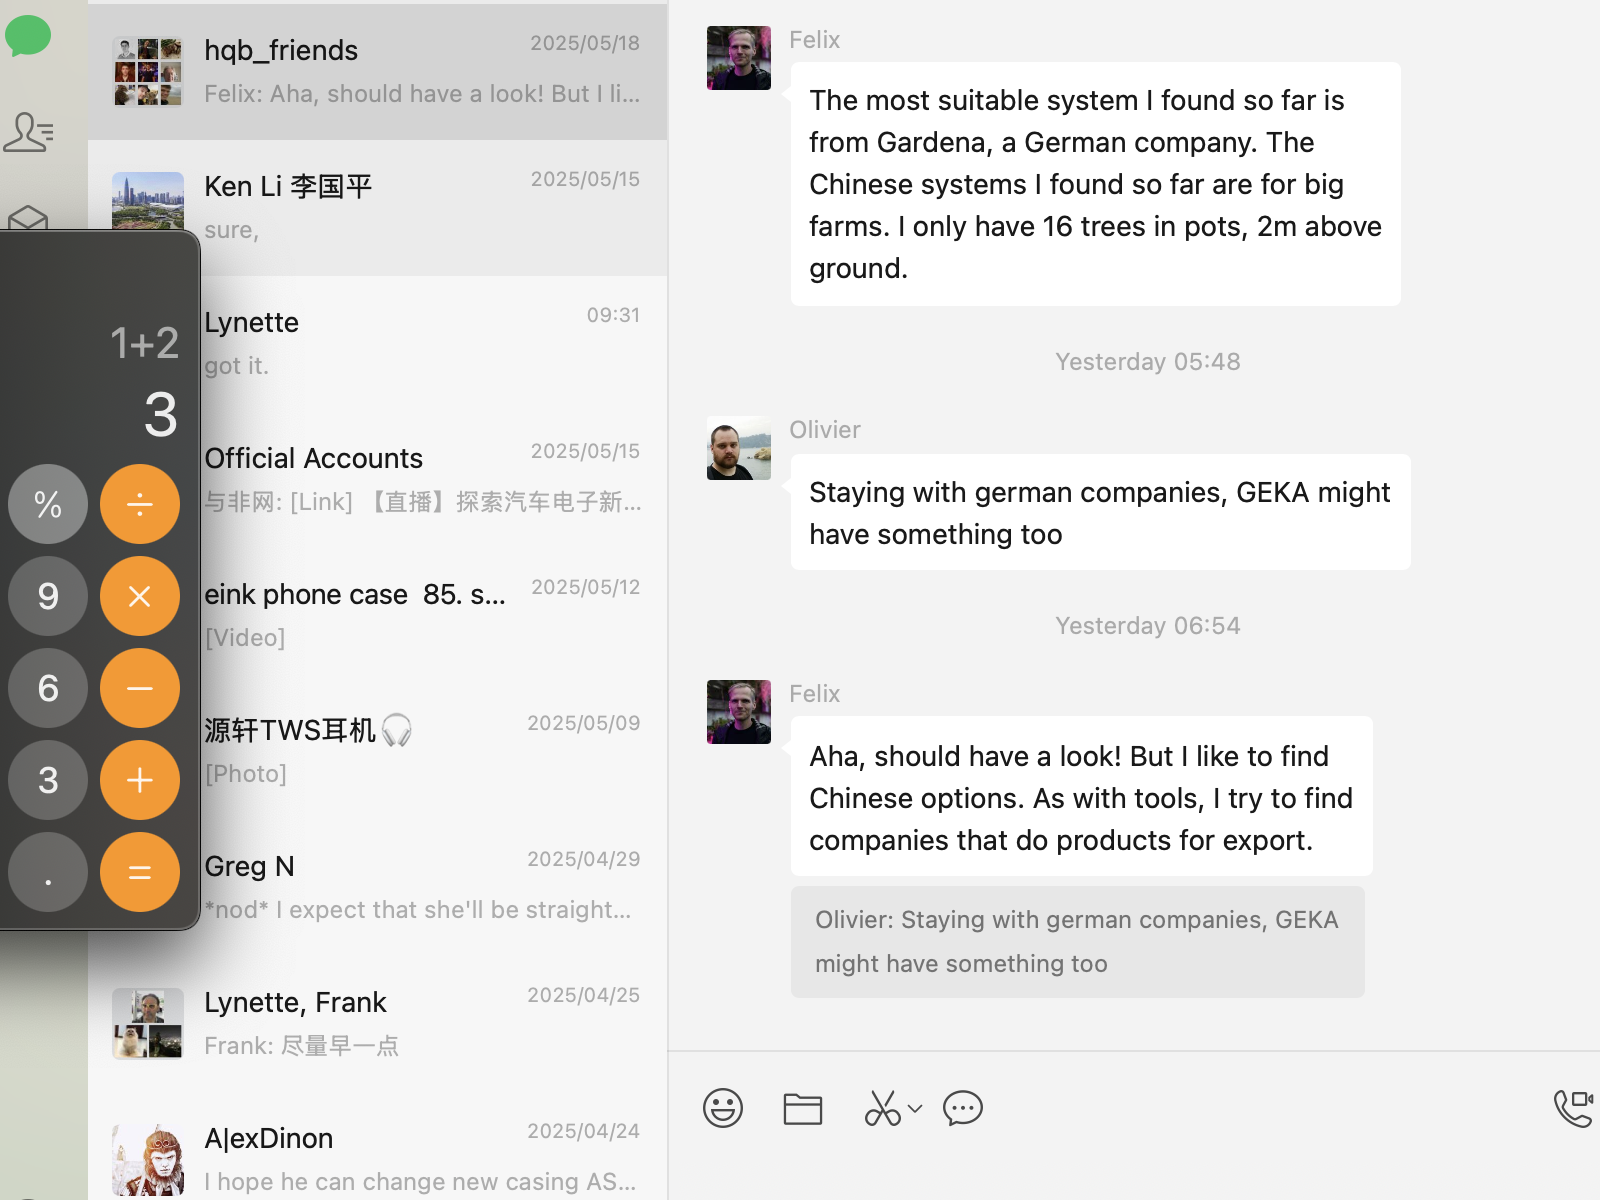 hqb_friends
2025/05/18
Felix: Aha, should have a look! But I li...
Ken Li 李国平
2025/05/15
sure,
Lynette
09:31
got it.
Official Accounts
2025/05/15
与非网: [Link] 【直播】探索汽车电子新...
eink phone case  85. s...
2025/05/12
[Video]
源轩TWS耳机🎧
2025/05/09
[Photo]
Greg N
2025/04/29
*nod* I expect that she'll be straight...
Lynette, Frank
2025/04/25
Frank: 尽量早一点
A|exDinon
2025/04/24
I hope he can change new casing AS...
1+2
3
% ÷
9 ×
6 −
3 +
. =
Felix
The most suitable system I found so far is
from Gardena, a German company. The
Chinese systems I found so far are for big
farms. I only have 16 trees in pots, 2m above
ground.
Yesterday 05:48
Olivier
Staying with german companies, GEKA might
have something too
Yesterday 06:54
Felix
Aha, should have a look! But I like to find
Chinese options. As with tools, I try to find
companies that do products for export.
Olivier: Staying with german companies, GEKA
might have something too